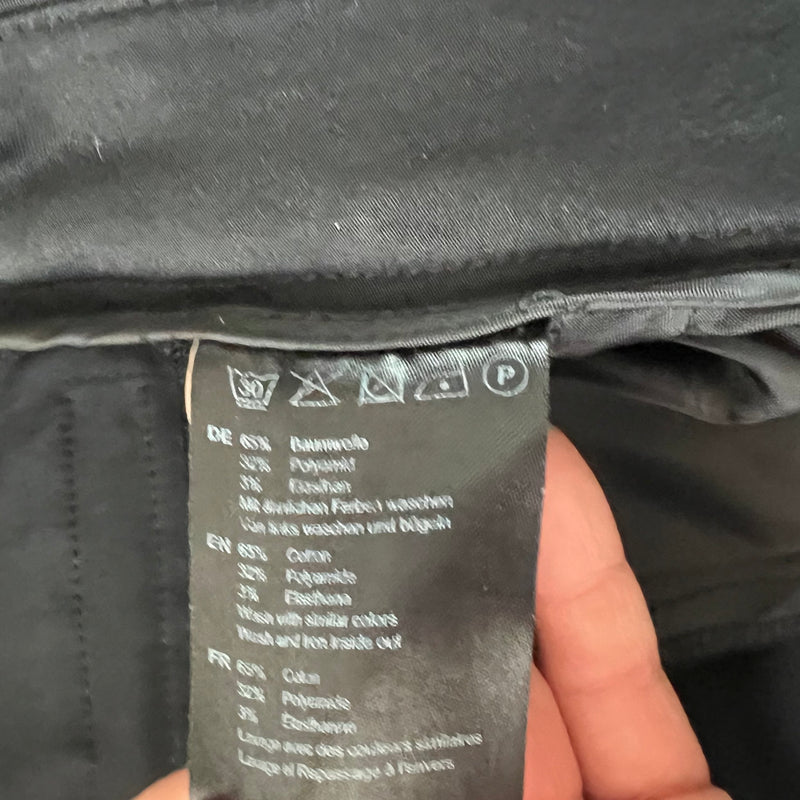 30 P
DE 65% Baumwolle
32% Polyamid
3% Elasthan
Mit ähnlichen Farben waschen
Von links waschen und bügeln
EN 65% Cotton
32% Polyamide
3% Elasthane
Wash with similar colors
Wash and iron inside out
FR 65% Coton
32% Polyamide
3% Elasthanne
Lavage avec des couleurs similaires
Lavage et Repassage à l'envers